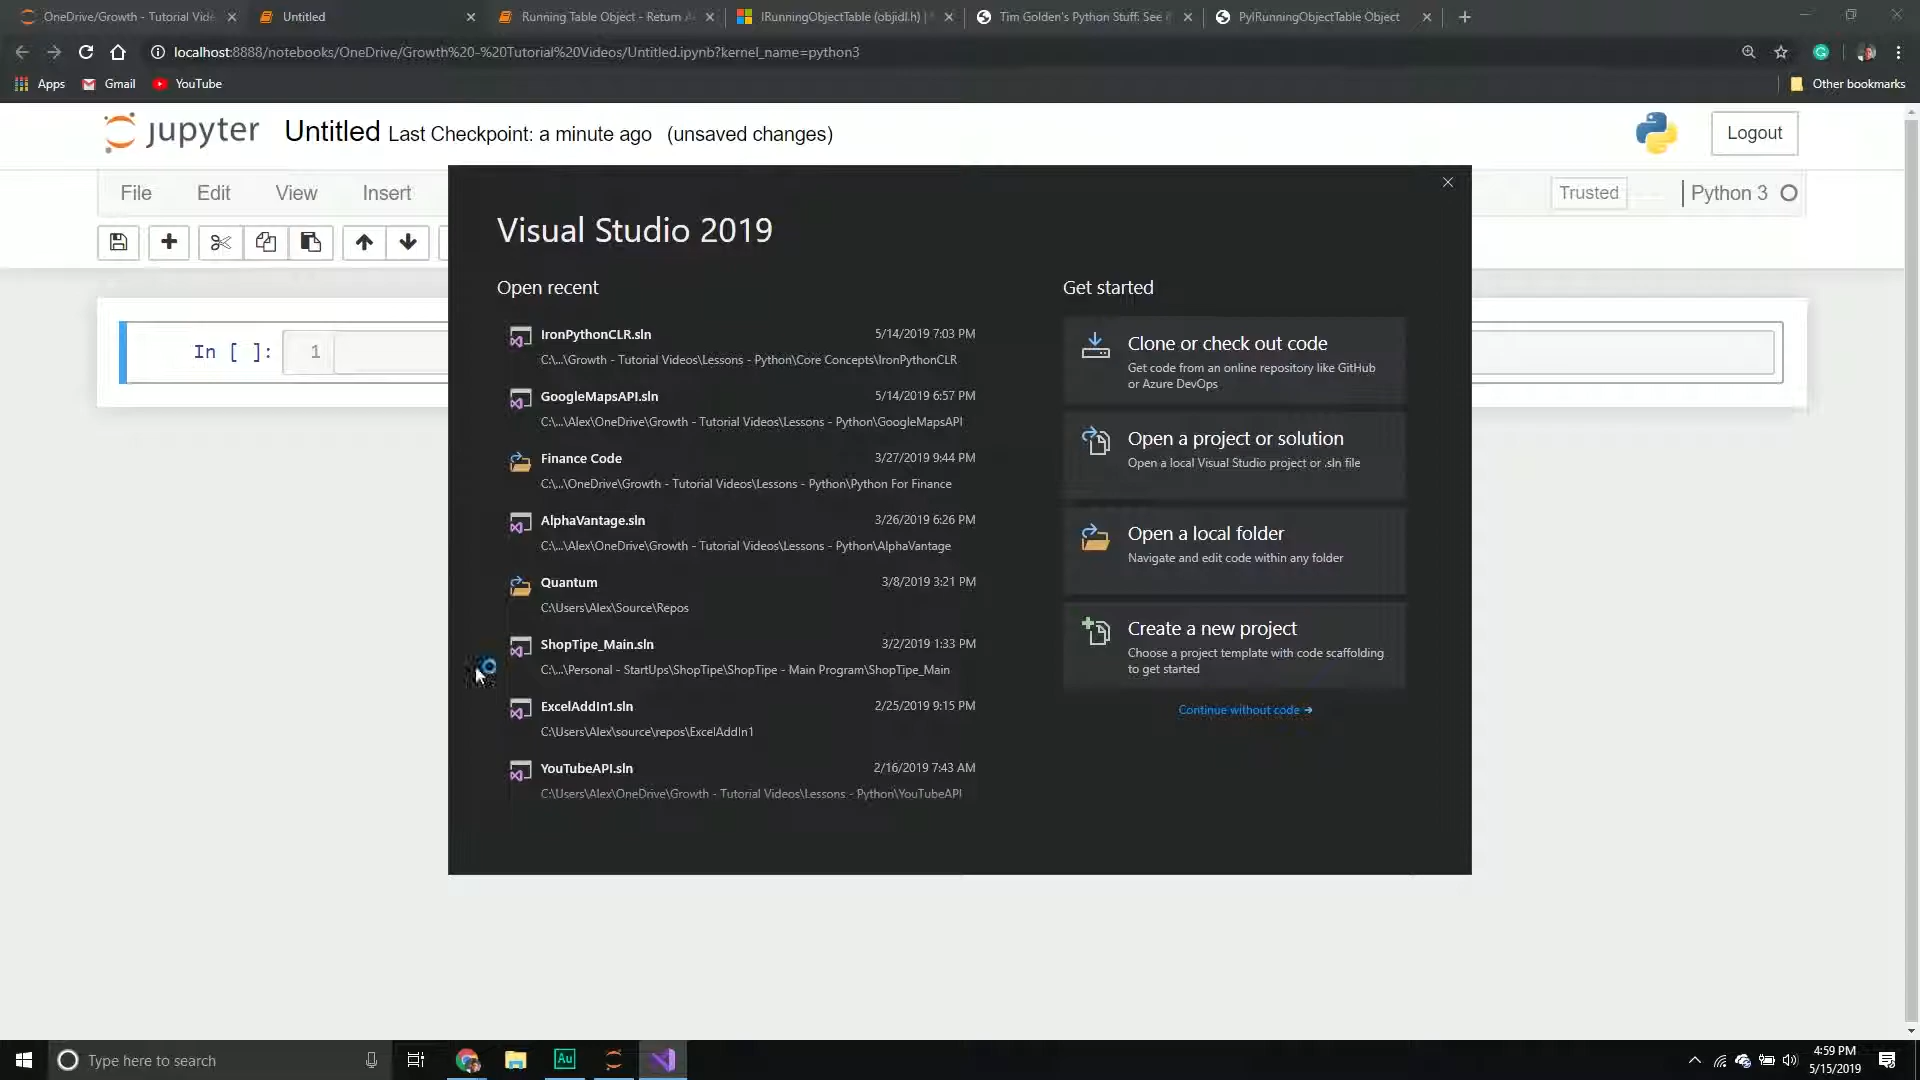 OneDrive/Growth - Tutorial Vid
Untitled
Running Table Object - Return
IRunningObjectTable (objidl.h) |
Tim Golden's Python Stuff: See
PyIRunningObjectTable Object
localhost:8888/notebooks/OneDrive/Growth%20-%20Tutorial%20Videos/Untitled.ipynb?kernel_name=python3
Apps
Gmail
YouTube
Other bookmarks
jupyter
Untitled
Last Checkpoint: a minute ago
(unsaved changes)
Logout
File
Edit
View
Insert
Trusted
Python 3
In [ ]:
1
Visual Studio 2019
Open recent
IronPythonCLR.sln
5/14/2019 7:03 PM
C:\...\Growth - Tutorial Videos\Lessons - Python\Core Concepts\IronPythonCLR
GoogleMapsAPI.sln
5/14/2019 6:57 PM
C:\...\Alex\OneDrive\Growth - Tutorial Videos\Lessons - Python\GoogleMapsAPI
Finance Code
3/27/2019 9:44 PM
C:\...\OneDrive\Growth - Tutorial Videos\Lessons - Python\Python For Finance
AlphaVantage.sln
3/26/2019 6:26 PM
C:\...\Alex\OneDrive\Growth - Tutorial Videos\Lessons - Python\AlphaVantage
Quantum
3/8/2019 3:21 PM
C:\Users\Alex\Source\Repos
ShopTipe_Main.sln
3/2/2019 1:33 PM
C:\...\Personal - StartUps\ShopTipe\ShopTipe - Main Program\ShopTipe_Main
ExcelAddIn1.sln
2/25/2019 9:15 PM
C:\Users\Alex\source\repos\ExcelAddIn1
YouTubeAPI.sln
2/16/2019 7:43 AM
C:\Users\Alex\OneDrive\Growth - Tutorial Videos\Lessons - Python\YouTubeAPI
Get started
Clone or check out code
Get code from an online repository like GitHub
or Azure DevOps
Open a project or solution
Open a local Visual Studio project or .sln file
Open a local folder
Navigate and edit code within any folder
Create a new project
Choose a project template with code scaffolding
to get started
Continue without code →
Type here to search
Au
4:59 PM
5/15/2019